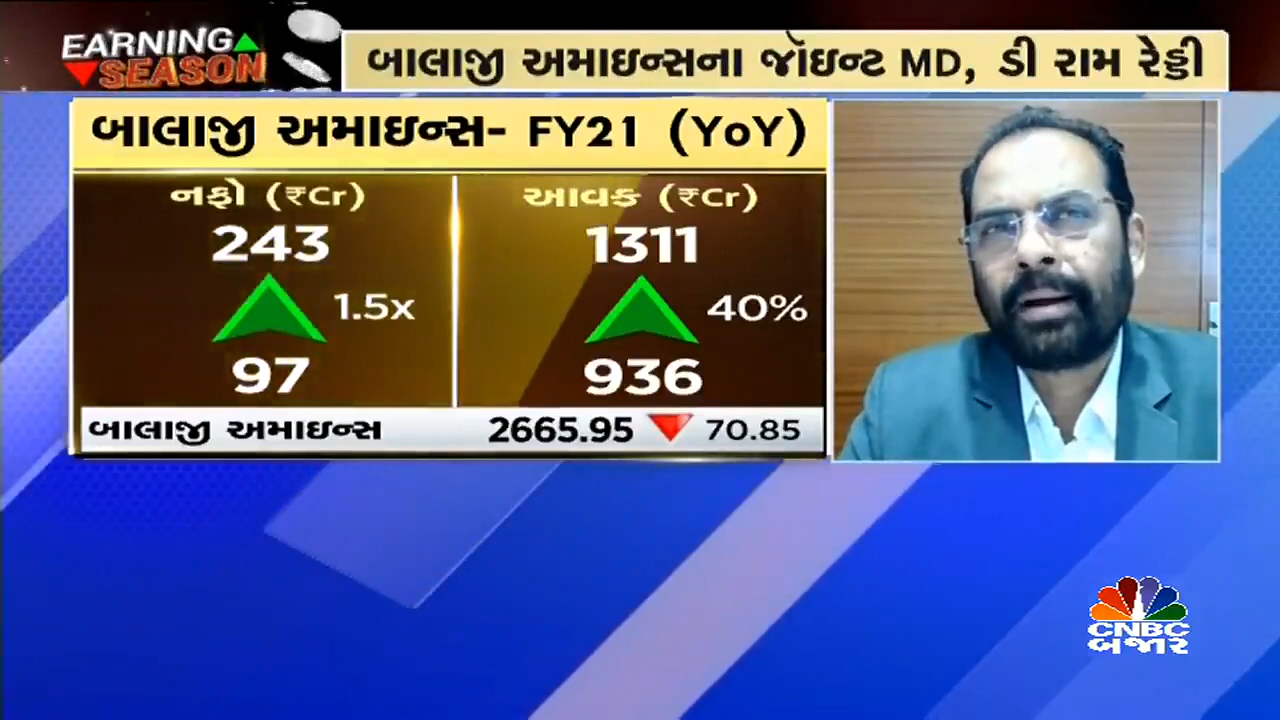 EARNING
SEASON
બાલાજી અમાઇન્સના જૉઇન્ટ MD, ડી રામ રેડ્ડી
બાલાજી અમાઇન્સ- FY21 (YoY)
નફો (₹Cr)
243
1.5x
97
આવક (₹Cr)
1311
40%
936
બાલાજી અમાઇન્સ 2665.95 70.85
CNBC
બજાર